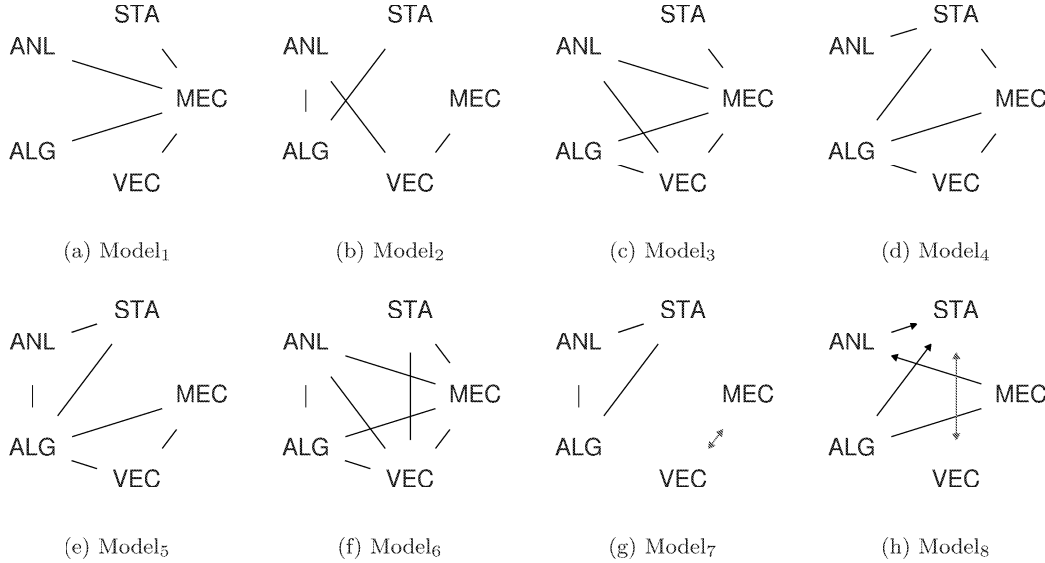 STA STA STA STA
ANL ANL ANL ANL
MEC MEC MEC MEC
ALG ALG ALG ALG
VEC VEC VEC VEC
(a) Model₁ (b) Model₂ (c) Model₃ (d) Model₄
STA STA STA STA
ANL ANL ANL ANL
MEC MEC MEC MEC
ALG ALG ALG ALG
VEC VEC VEC VEC
(e) Model₅ (f) Model₆ (g) Model₇ (h) Model₈